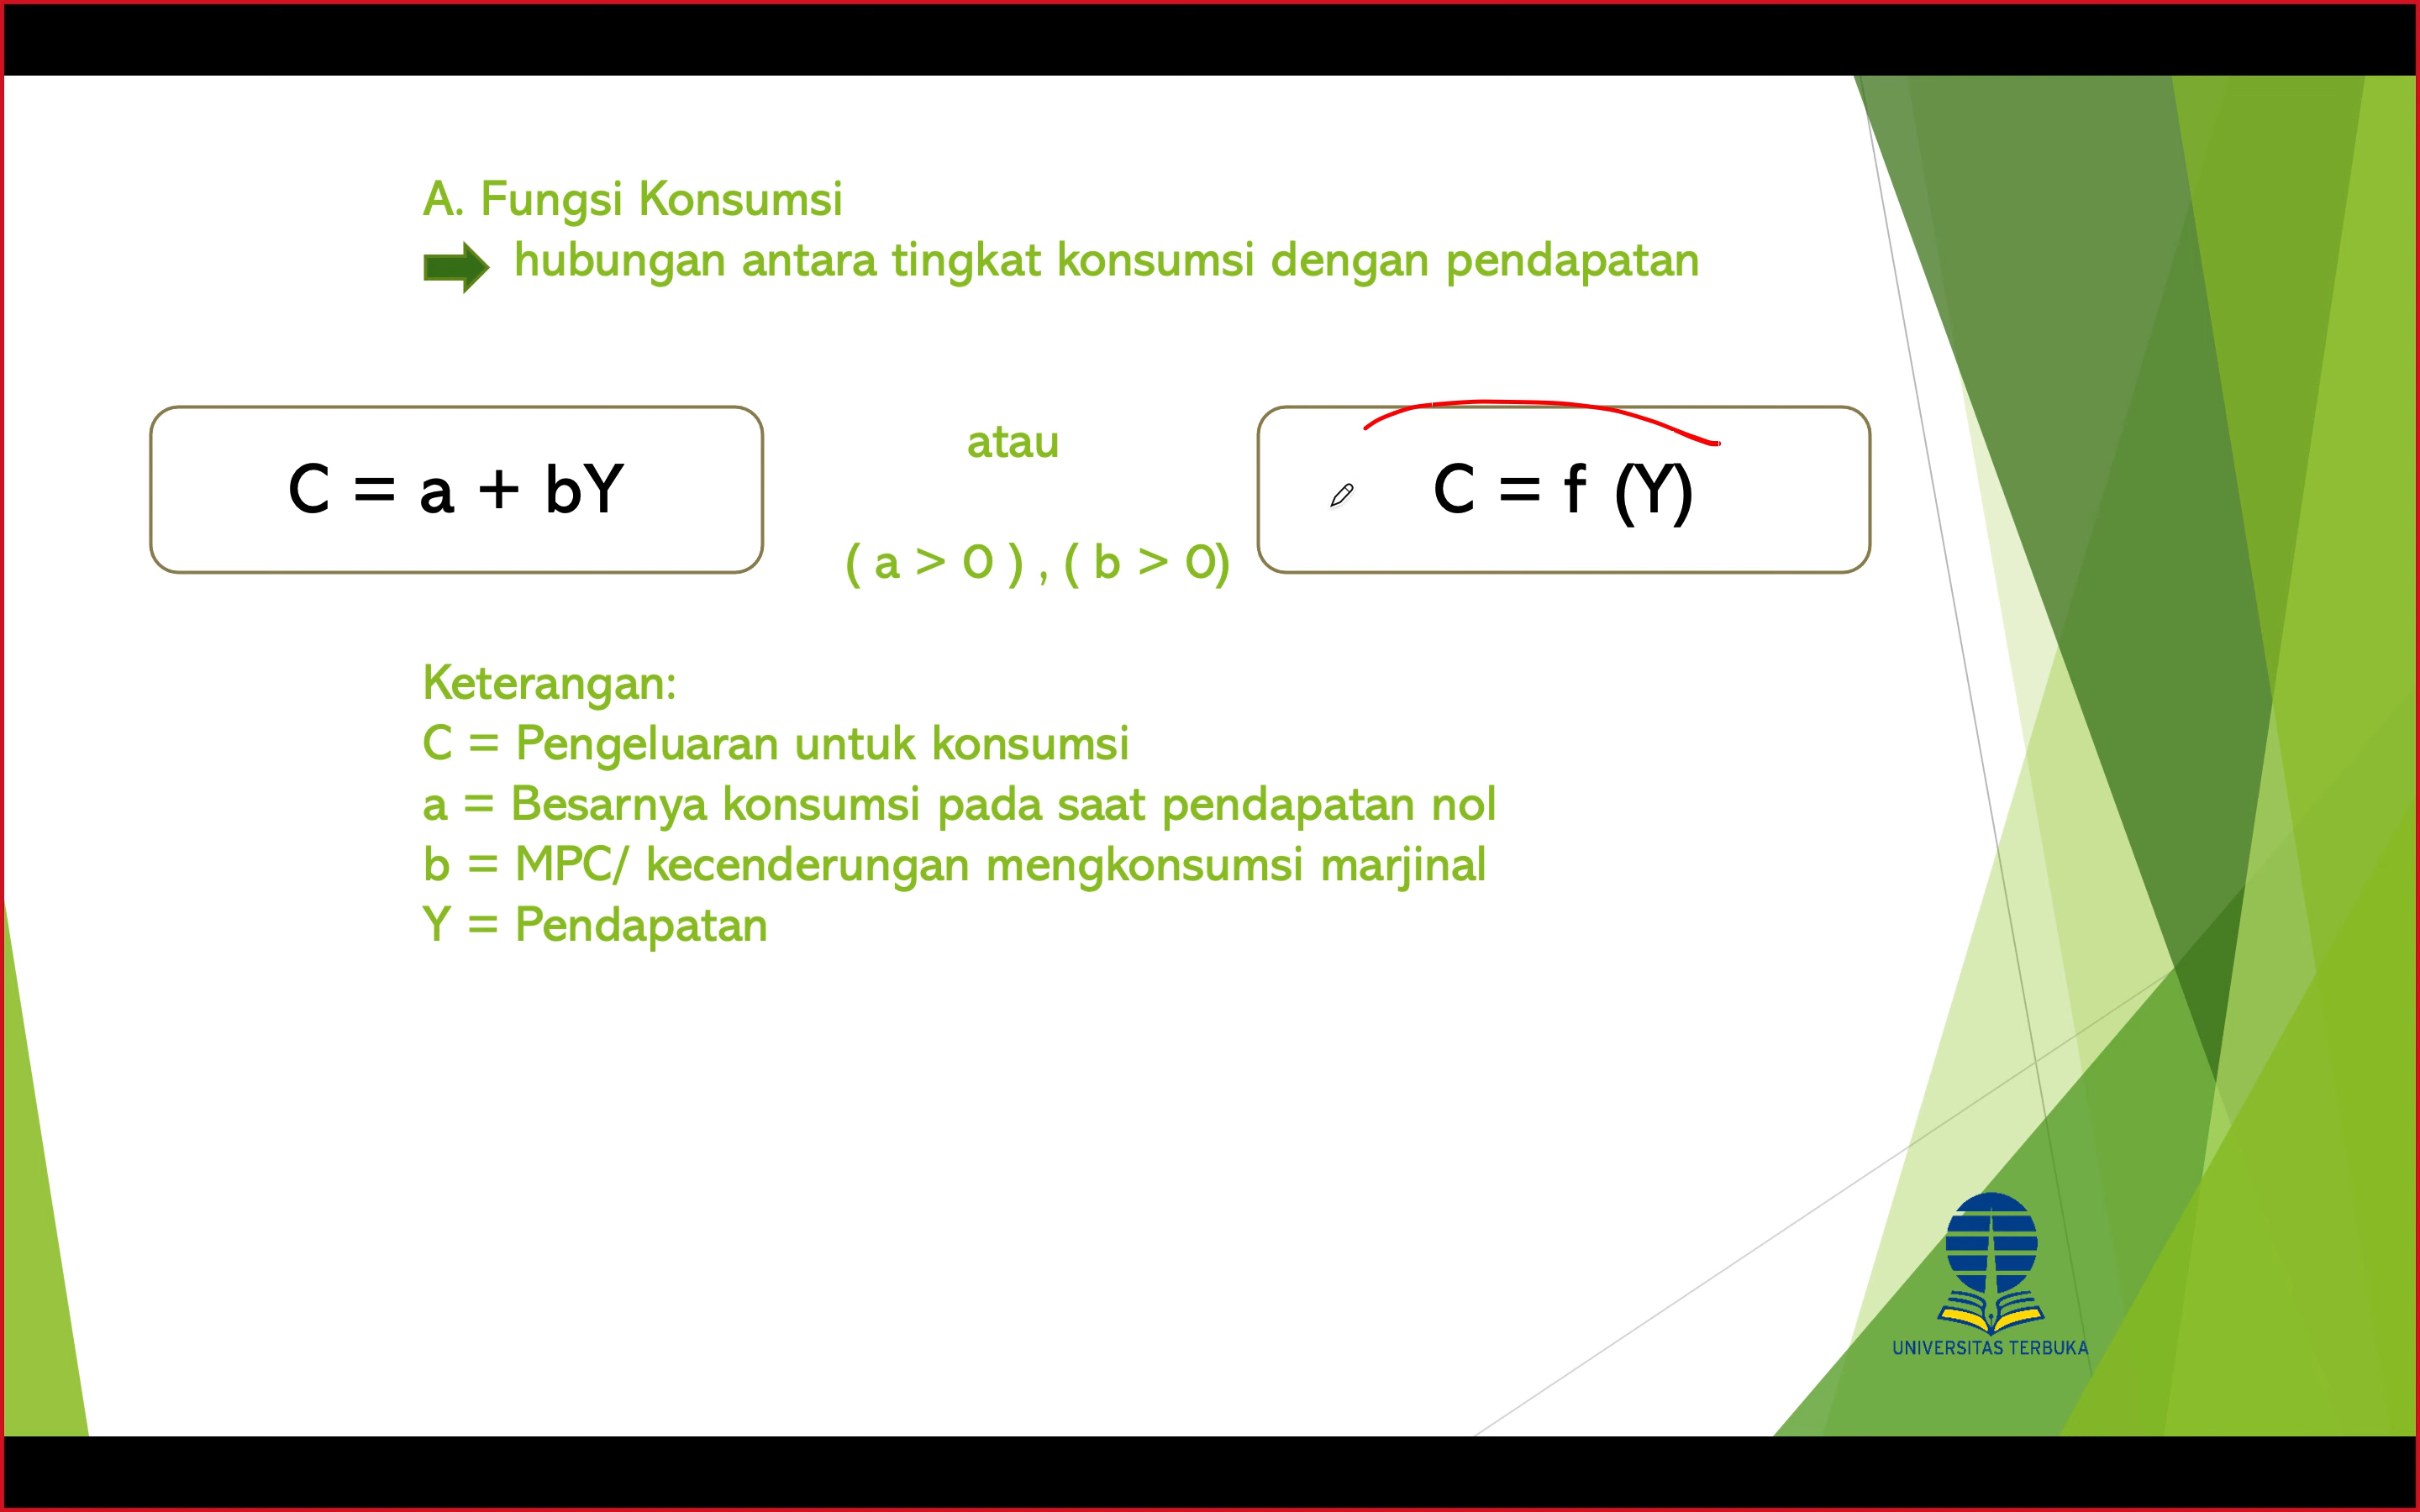 A. Fungsi Konsumsi
hubungan antara tingkat konsumsi dengan pendapatan
C = a + bY
atau
C = f (Y)
( a > 0 ) , ( b > 0)
Keterangan:
C = Pengeluaran untuk konsumsi
a = Besarnya konsumsi pada saat pendapatan nol
b = MPC/ kecenderungan mengkonsumsi marjinal
Y = Pendapatan
UNIVERSITAS TERBUKA